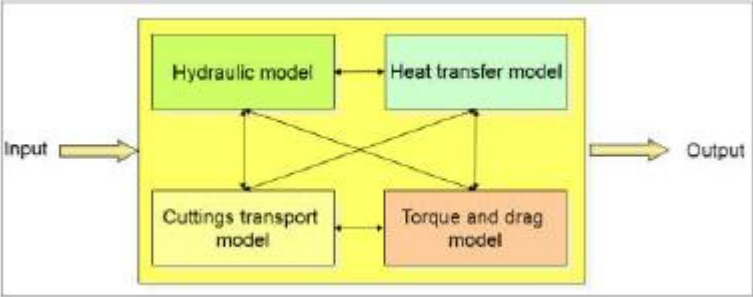 Hydraulic model
Heat transfer model
Input
Output
Cuttings transport
model
Torque and drag
model